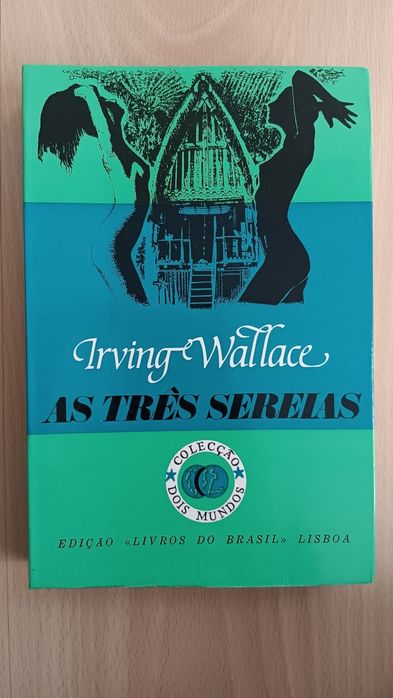 Irving Wallace
AS TRÊS SEREIAS
COLECÇÃO
DOIS MUNDOS
EDIÇÃO «LIVROS DO BRASIL» LISBOA